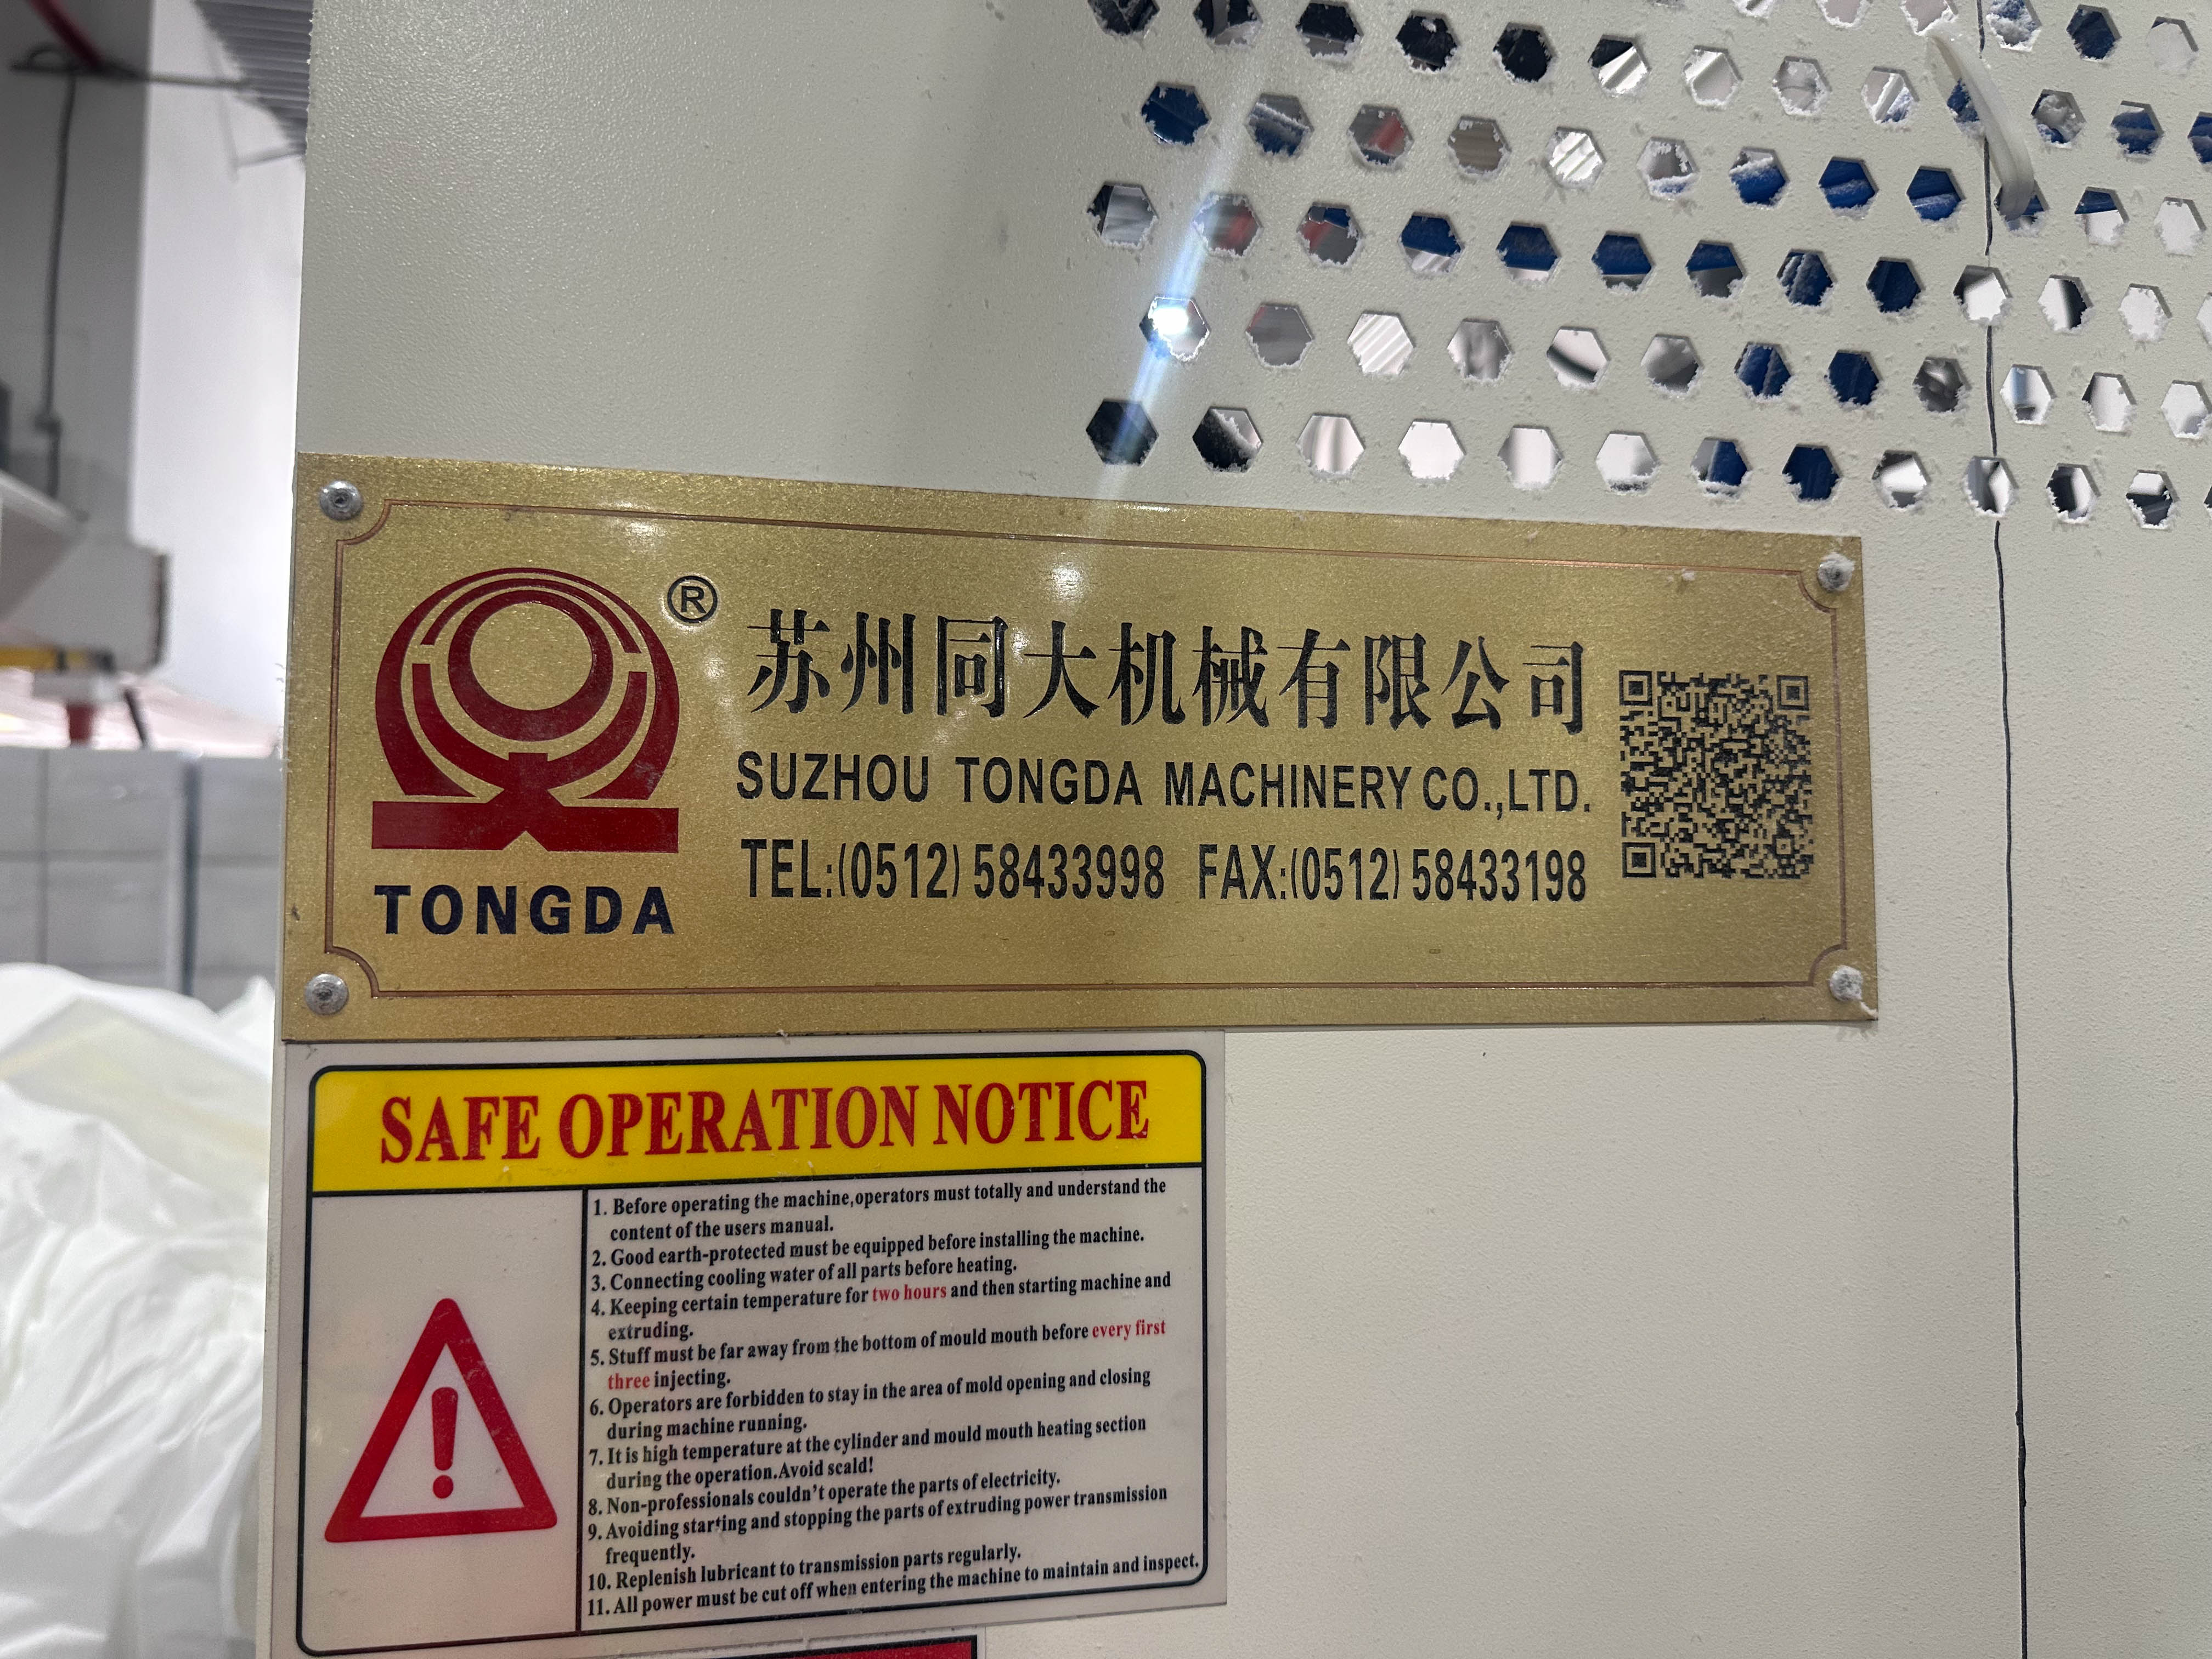 ®
苏州同大机械有限公司
SUZHOU TONGDA MACHINERY CO.,LTD.
TEL:(0512) 58433998 FAX:(0512) 58433198
TONGDA
SAFE OPERATION NOTICE
1. Before operating the machine,operators must totally and understand the
content of the users manual.
2. Good earth-protected must be equipped before installing the machine.
3. Connecting cooling water of all parts before heating.
4. Keeping certain temperature for two hours and then starting machine and
extruding.
5. Stuff must be far away from the bottom of mould mouth before every first
three injecting.
6. Operators are forbidden to stay in the area of mold opening and closing
during machine running.
7. It is high temperature at the cylinder and mould mouth heating section
during the operation.Avoid scald!
8. Non-professionals couldn't operate the parts of electricity.
9. Avoiding starting and stopping the parts of extruding power transmission
frequently.
10. Replenish lubricant to transmission parts regularly.
11. All power must be cut off when entering the machine to maintain and inspect.